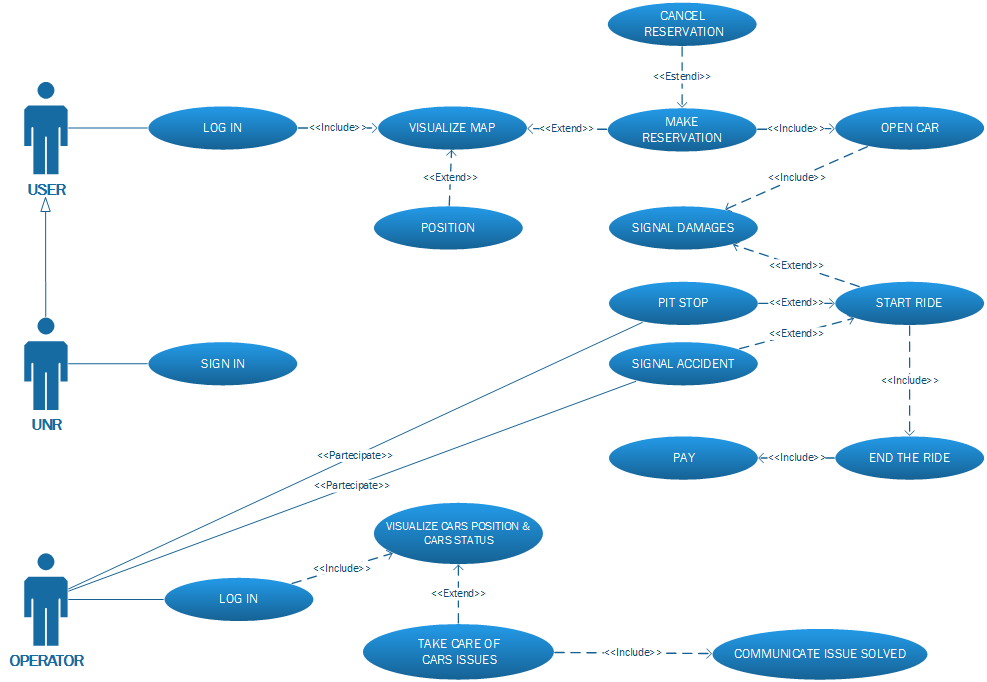 CANCEL
RESERVATION
<<Estendi>>
USER
LOG IN
<<Include>>
VISUALIZE MAP
<<Extend>>
MAKE
RESERVATION
<<Include>>
OPEN CAR
<<Extend>>
<<Include>>
POSITION
SIGNAL DAMAGES
<<Extend>>
PIT STOP
<<Extend>>
START RIDE
<<Extend>>
UNR
SIGN IN
SIGNAL ACCIDENT
<<Include>>
<<Partecipate>>
PAY
<<Include>>
END THE RIDE
<<Partecipate>>
VISUALIZE CARS POSITION &
CARS STATUS
<<Include>>
<<Extend>>
LOG IN
OPERATOR
TAKE CARE OF
CARS ISSUES
<<Include>>
COMMUNICATE ISSUE SOLVED